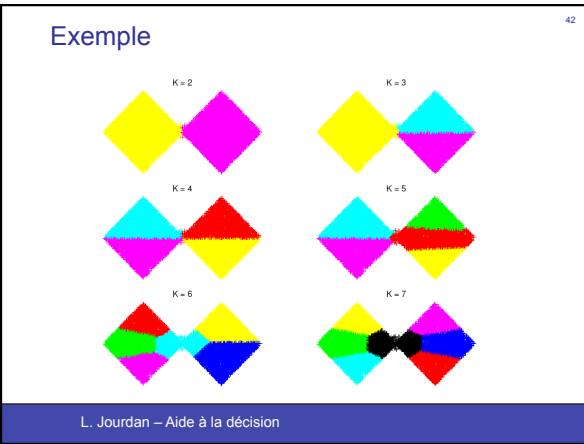 42
Exemple
K = 2
K = 3
K = 4
K = 5
K = 6
K = 7
L. Jourdan – Aide à la décision